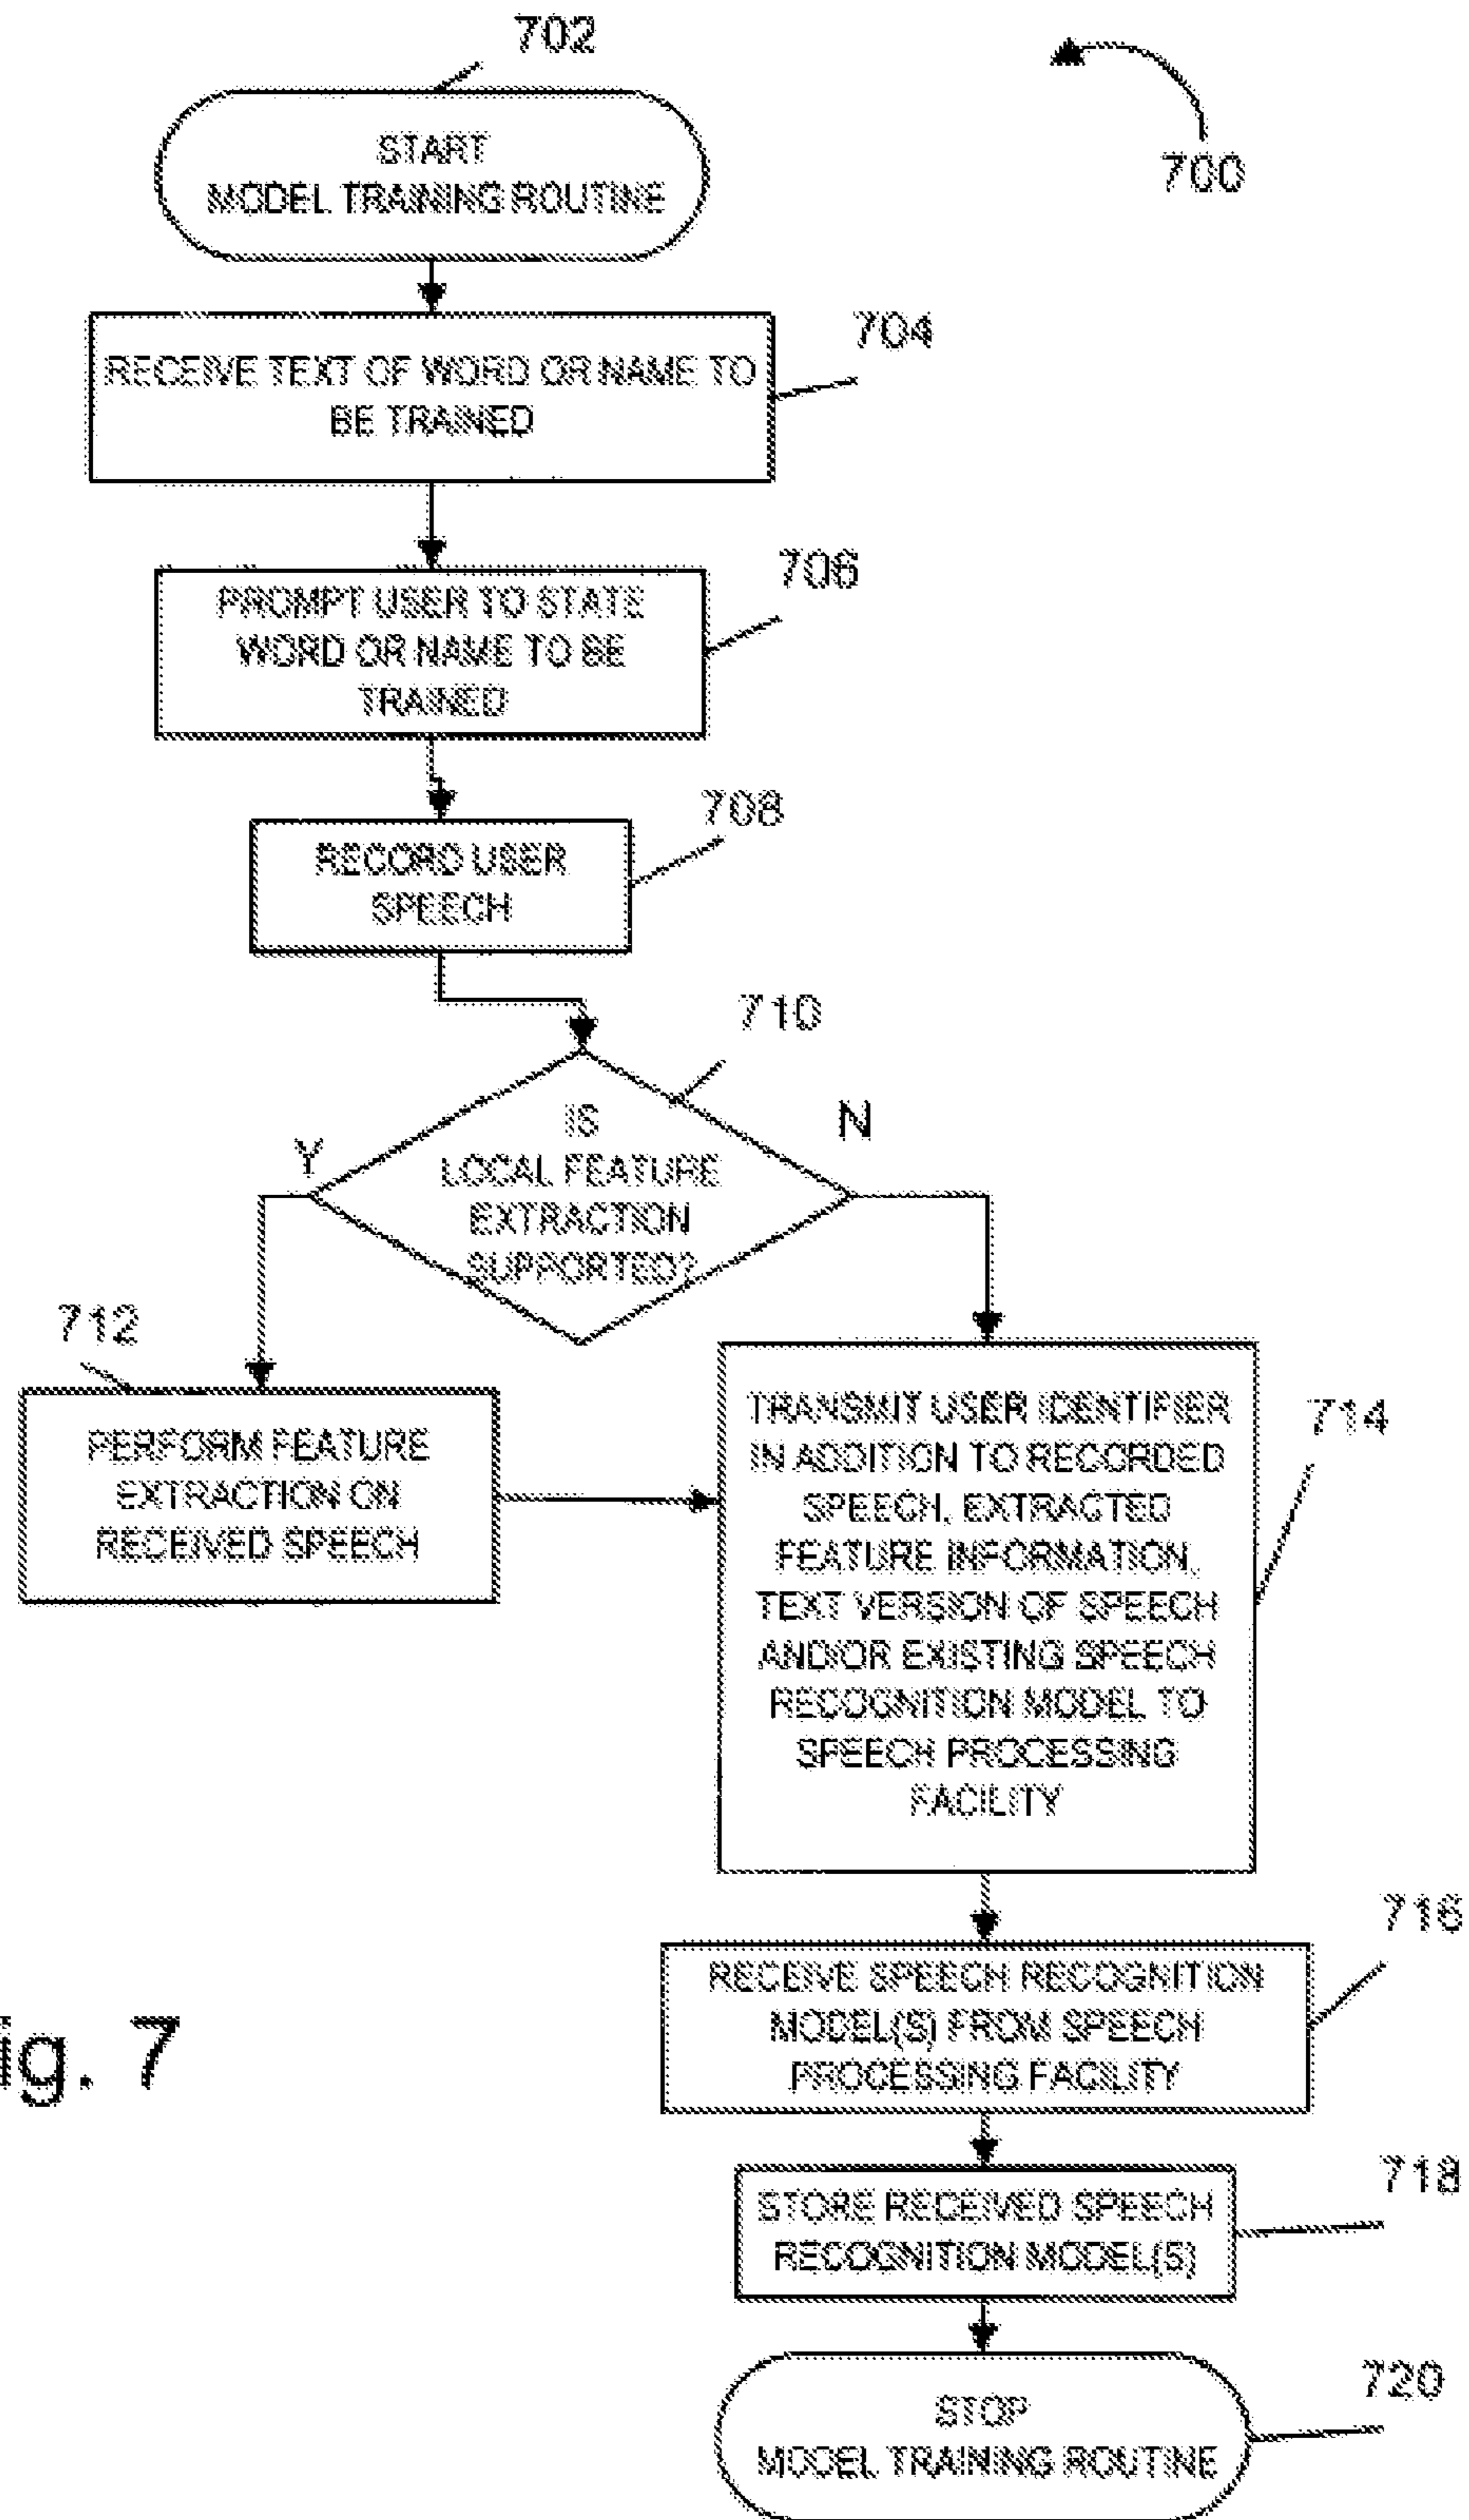 702
700
START
MODEL TRAINING ROUTINE
704
RECEIVE TEXT OF WORD OR NAME TO
BE TRAINED
706
PROMPT USER TO STATE
WORD OR NAME TO BE
TRAINED
708
RECORD USER
SPEECH
710
IS
LOCAL FEATURE
EXTRACTION
SUPPORTED?
Y
N
712
PERFORM FEATURE
EXTRACTION ON
RECEIVED SPEECH
714
TRANSMIT USER IDENTIFIER
IN ADDITION TO RECORDED
SPEECH, EXTRACTED
FEATURE INFORMATION,
TEXT VERSION OF SPEECH
AND/OR EXISTING SPEECH
RECOGNITION MODEL TO
SPEECH PROCESSING
FACILITY
716
RECEIVE SPEECH RECOGNITION
MODEL(S) FROM SPEECH
PROCESSING FACILITY
ig. 7
718
STORE RECEIVED SPEECH
RECOGNITION MODEL(S)
720
STOP
MODEL TRAINING ROUTINE